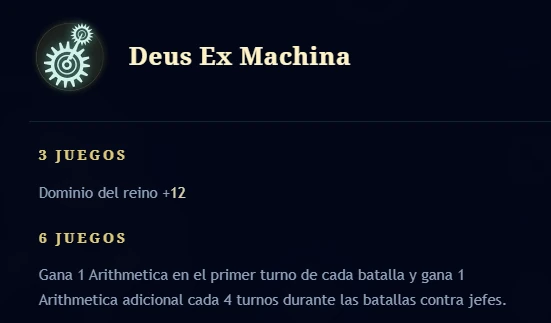 Deus Ex Machina
3 JUEGOS
Dominio del reino +12
6 JUEGOS
Gana 1 Arithmetica en el primer turno de cada batalla y gana 1
Arithmetica adicional cada 4 turnos durante las batallas contra jefes.